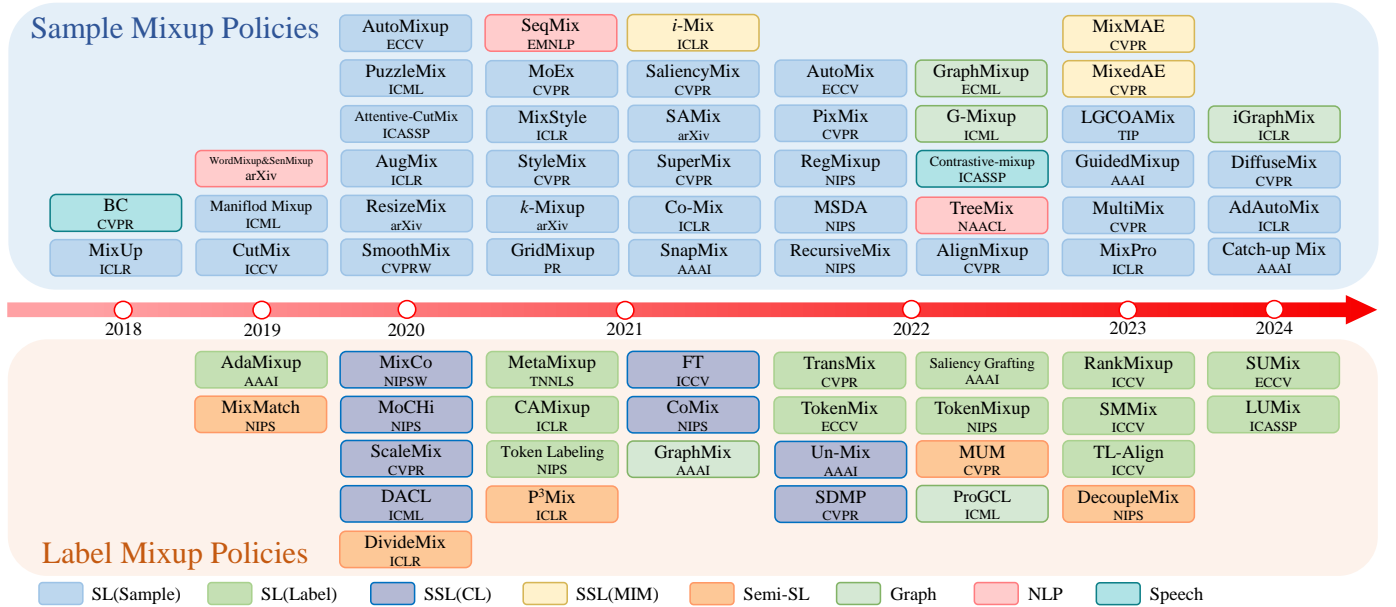 Sample Mixup Policies
AutoMixup
ECCV
SeqMix
EMNLP
i-Mix
ICLR
MixMAE
CVPR
PuzzleMix
ICML
MoEx
CVPR
SaliencyMix
ICLR
AutoMix
ECCV
GraphMixup
ECML
MixedAE
CVPR
Attentive-CutMix
ICASSP
MixStyle
ICLR
SAMix
arXiv
PixMix
CVPR
G-Mixup
ICML
LGCOAMix
TIP
iGraphMix
ICLR
WordMixup&SenMixup
arXiv
AugMix
ICLR
StyleMix
CVPR
SuperMix
CVPR
RegMixup
NIPS
Contrastive-mixup
ICASSP
GuidedMixup
AAAI
DiffuseMix
CVPR
BC
CVPR
Maniflod Mixup
ICML
ResizeMix
arXiv
k-Mixup
arXiv
Co-Mix
ICLR
MSDA
NIPS
TreeMix
NAACL
MultiMix
CVPR
AdAutoMix
ICLR
MixUp
ICLR
CutMix
ICCV
SmoothMix
CVPRW
GridMixup
PR
SnapMix
AAAI
RecursiveMix
NIPS
AlignMixup
CVPR
MixPro
ICLR
Catch-up Mix
AAAI
2018 2019 2020 2021 2022 2023 2024
AdaMixup
AAAI
MixCo
NIPSW
MetaMixup
TNNLS
FT
ICCV
TransMix
CVPR
Saliency Grafting
AAAI
RankMixup
ICCV
SUMix
ECCV
MixMatch
NIPS
MoCHi
NIPS
CAMixup
ICLR
CoMix
NIPS
TokenMix
ECCV
TokenMixup
NIPS
SMMix
ICCV
LUMix
ICASSP
ScaleMix
CVPR
Token Labeling
NIPS
GraphMix
AAAI
Un-Mix
AAAI
MUM
CVPR
TL-Align
ICCV
DACL
ICML
P³Mix
ICLR
SDMP
CVPR
ProGCL
ICML
DecoupleMix
NIPS
DivideMix
ICLR
Label Mixup Policies
SL(Sample) SL(Label) SSL(CL) SSL(MIM) Semi-SL Graph NLP Speech